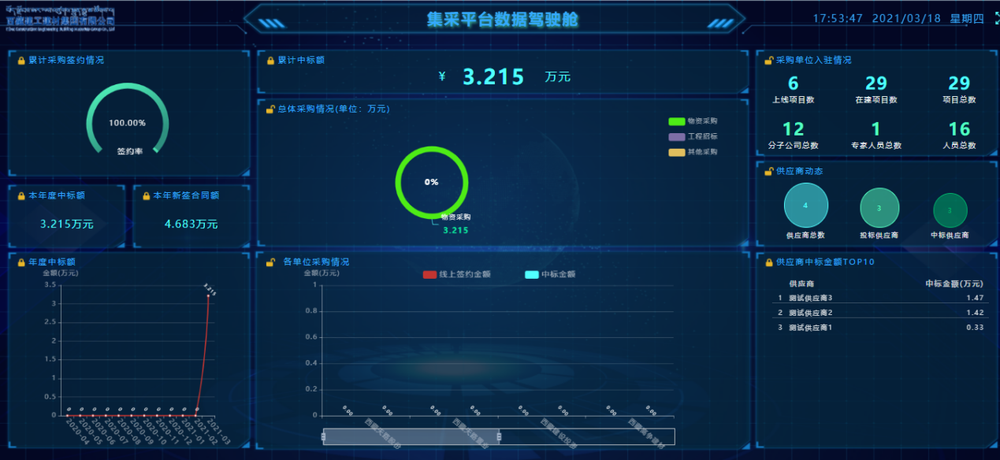 集采平台数据驾驶舱
17:53:47 2021/03/18 星期四
累计采购签约情况
100.00%
签约率
本年度中标额
3.215万元
本年新签合同额
4.683万元
年度中标额
金额(万元)
3.5
3
2.5
2
1.5
1
0.5
0
3.215
0 0 0 0 0 0 0 0 0 0 0
2020-04 2020-05 2020-06 2020-07 2020-08 2020-09 2020-10 2020-11 2020-12 2021-01 2021-02 2021-03
累计中标额
¥ 3.215 万元
总体采购情况(单位: 万元)
物资采购
工程招标
其他采购
0%
物资采购
3.215
各单位采购情况
金额(万元)
线上签约金额 中标金额
1
0.8
0.6
0.4
0.2
0
0.00 0.00 0.00 0.00 0.00 0.00 0.00 0.00
采购单位入驻情况
6 29 29
上线项目数 在建项目数 项目总数
12 1 16
分子公司总数 专家人员总数 人员总数
供应商动态
4 3 3
供应商总数 投标供应商 中标供应商
供应商中标金额TOP10
供应商 中标金额(万元)
1 测试供应商3 1.47
2 测试供应商2 1.42
3 测试供应商1 0.33